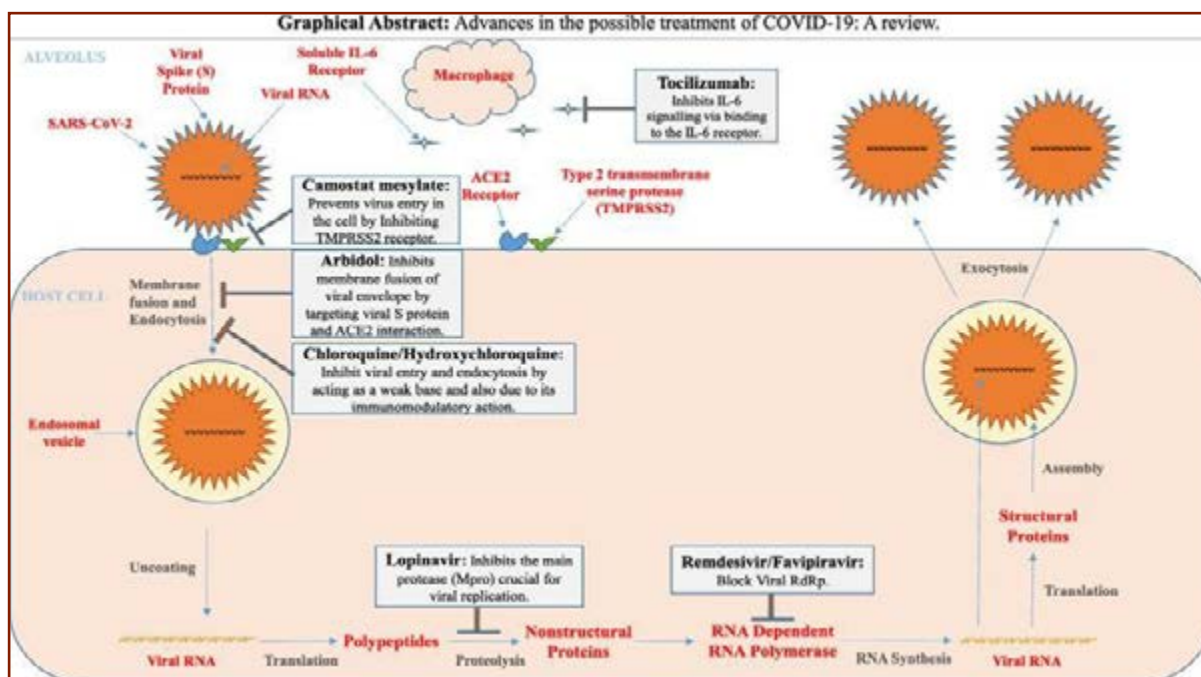 Graphical Abstract: Advances in the possible treatment of COVID-19: A review.
ALVEOLUS
Viral
Spike (S)
Protein
Soluble IL-6
Receptor
Viral RNA
SARS-CoV-2
Macrophage
Tocilizumab:
Inhibits IL-6
signalling via binding
to the IL-6 receptor.
Camostat mesylate:
Prevents virus entry in
the cell by Inhibiting
TMPRSS2 receptor.
ACE2
Receptor
Type 2 transmembrane
serine protease
(TMPRSS2)
HOST CELL
Membrane
fusion and
Endocytosis
Arbidol: Inhibits
membrane fusion of
viral envelope by
targeting viral S protein
and ACE2 interaction.
Chloroquine/Hydroxychloroquine:
Inhibit viral entry and endocytosis by
acting as a weak base and also due to its
immunomodulatory action.
Exocytosis
Endosomal
vesicle
Uncoating
Lopinavir: Inhibits the main
protease (Mpro) crucial for
viral replication.
Remdesivir/Favipiravir:
Block Viral RdRp.
Assembly
Structural
Proteins
Translation
Viral RNA
Translation
Polypeptides
Proteolysis
Nonstructural
Proteins
RNA Dependent
RNA Polymerase
RNA Synthesis
Viral RNA